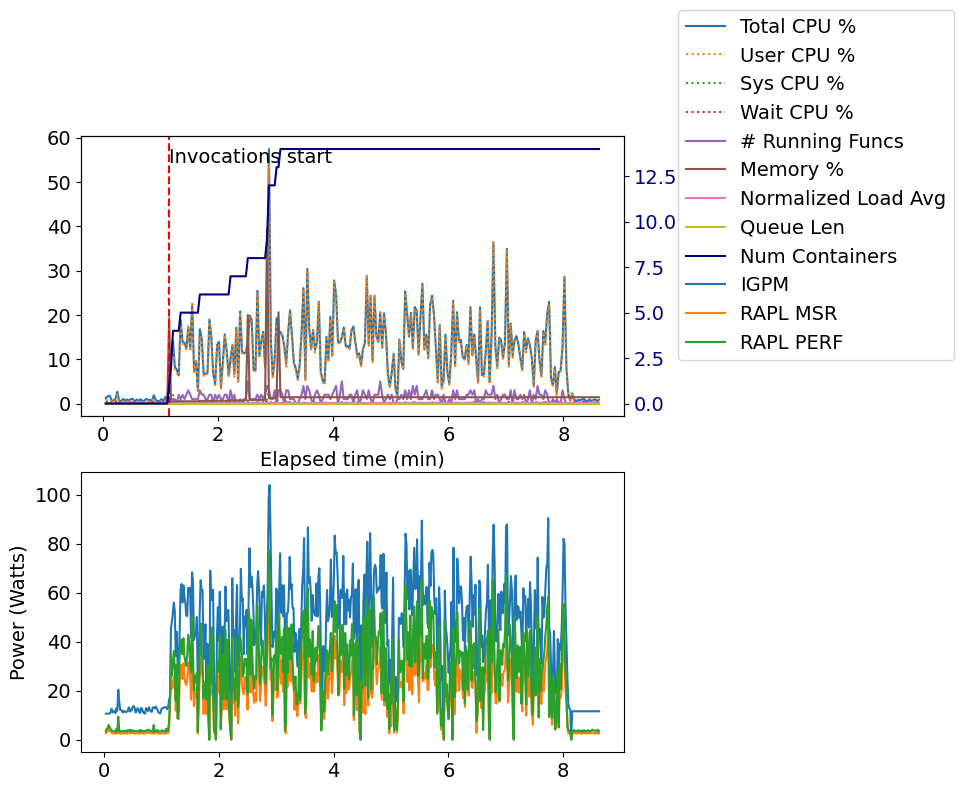 Total CPU %
User CPU %
Sys CPU %
Wait CPU %
# Running Funcs
Memory %
Normalized Load Avg
Queue Len
Num Containers
IGPM
RAPL MSR
RAPL PERF
Invocations start
60
50
40
30
20
10
0
12.5
10.0
7.5
5.0
2.5
0.0
0 2 4 6 8
Elapsed time (min)
Power (Watts)
100
80
60
40
20
0
0 2 4 6 8